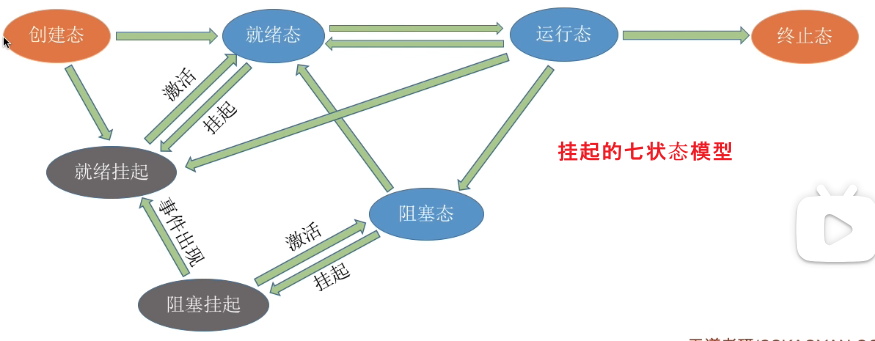 创建态
就绪态
运行态
终止态
激活
挂起
就绪挂起
挂起的七状态模型
事件出现
阻塞态
激活
挂起
阻塞挂起